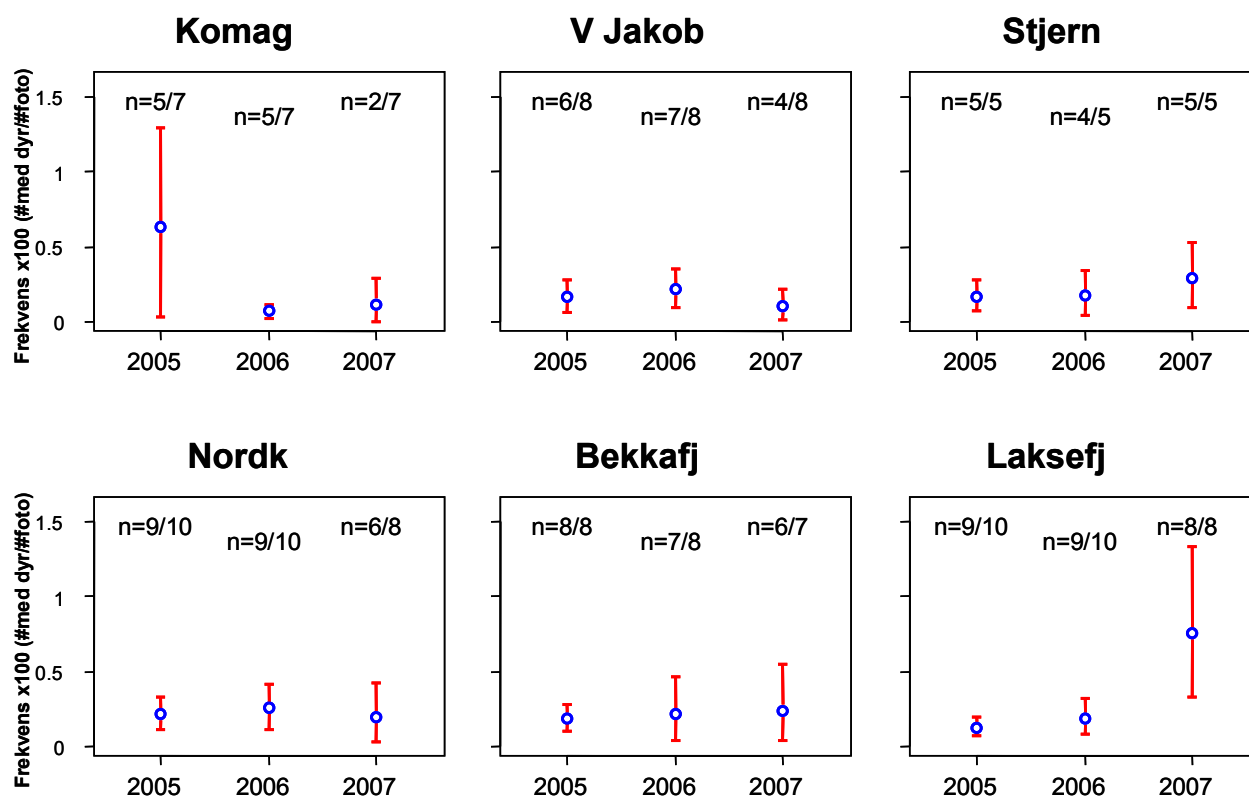 Komag
V Jakob
Stjern
Frekvens x100 (#med dyr/#foto)
1.5
1
0.5
0
n=5/7
n=5/7
n=2/7
n=6/8
n=7/8
n=4/8
1.5
1
0.5
0
n=5/5
n=4/5
n=5/5
2005 2006 2007
2005 2006 2007
2005 2006 2007
Nordk
Bekkafj
Laksefj
Frekvens x100 (#med dyr/#foto)
n=9/10
n=9/10
n=6/8
n=8/8
n=7/8
n=6/7
n=9/10
n=9/10
n=8/8
2005 2006 2007
2005 2006 2007
2005 2006 2007